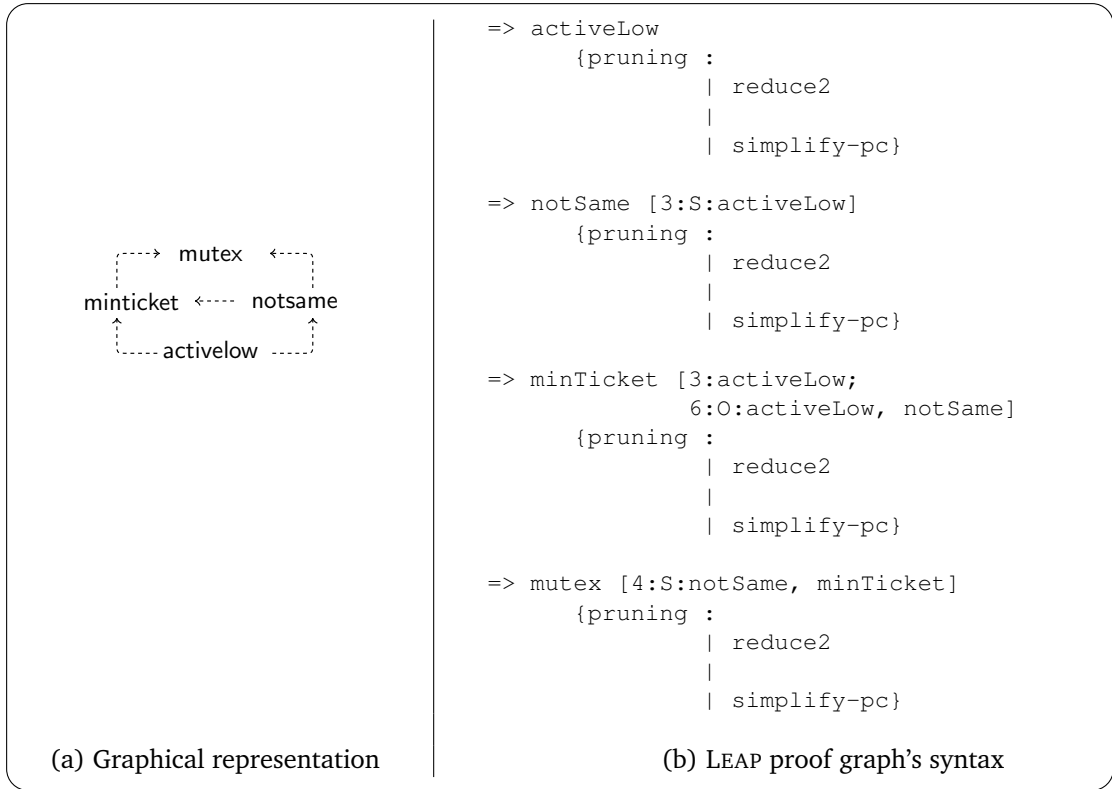 mutex
minticket notsame
activelow
(a) Graphical representation
=> activeLow
{pruning :
| reduce2
|
| simplify-pc}
=> notSame [3:S:activeLow]
{pruning :
| reduce2
|
| simplify-pc}
=> minTicket [3:activeLow;
6:O:activeLow, notSame]
{pruning :
| reduce2
|
| simplify-pc}
=> mutex [4:S:notSame, minTicket]
{pruning :
| reduce2
|
| simplify-pc}
(b) LEAP proof graph's syntax